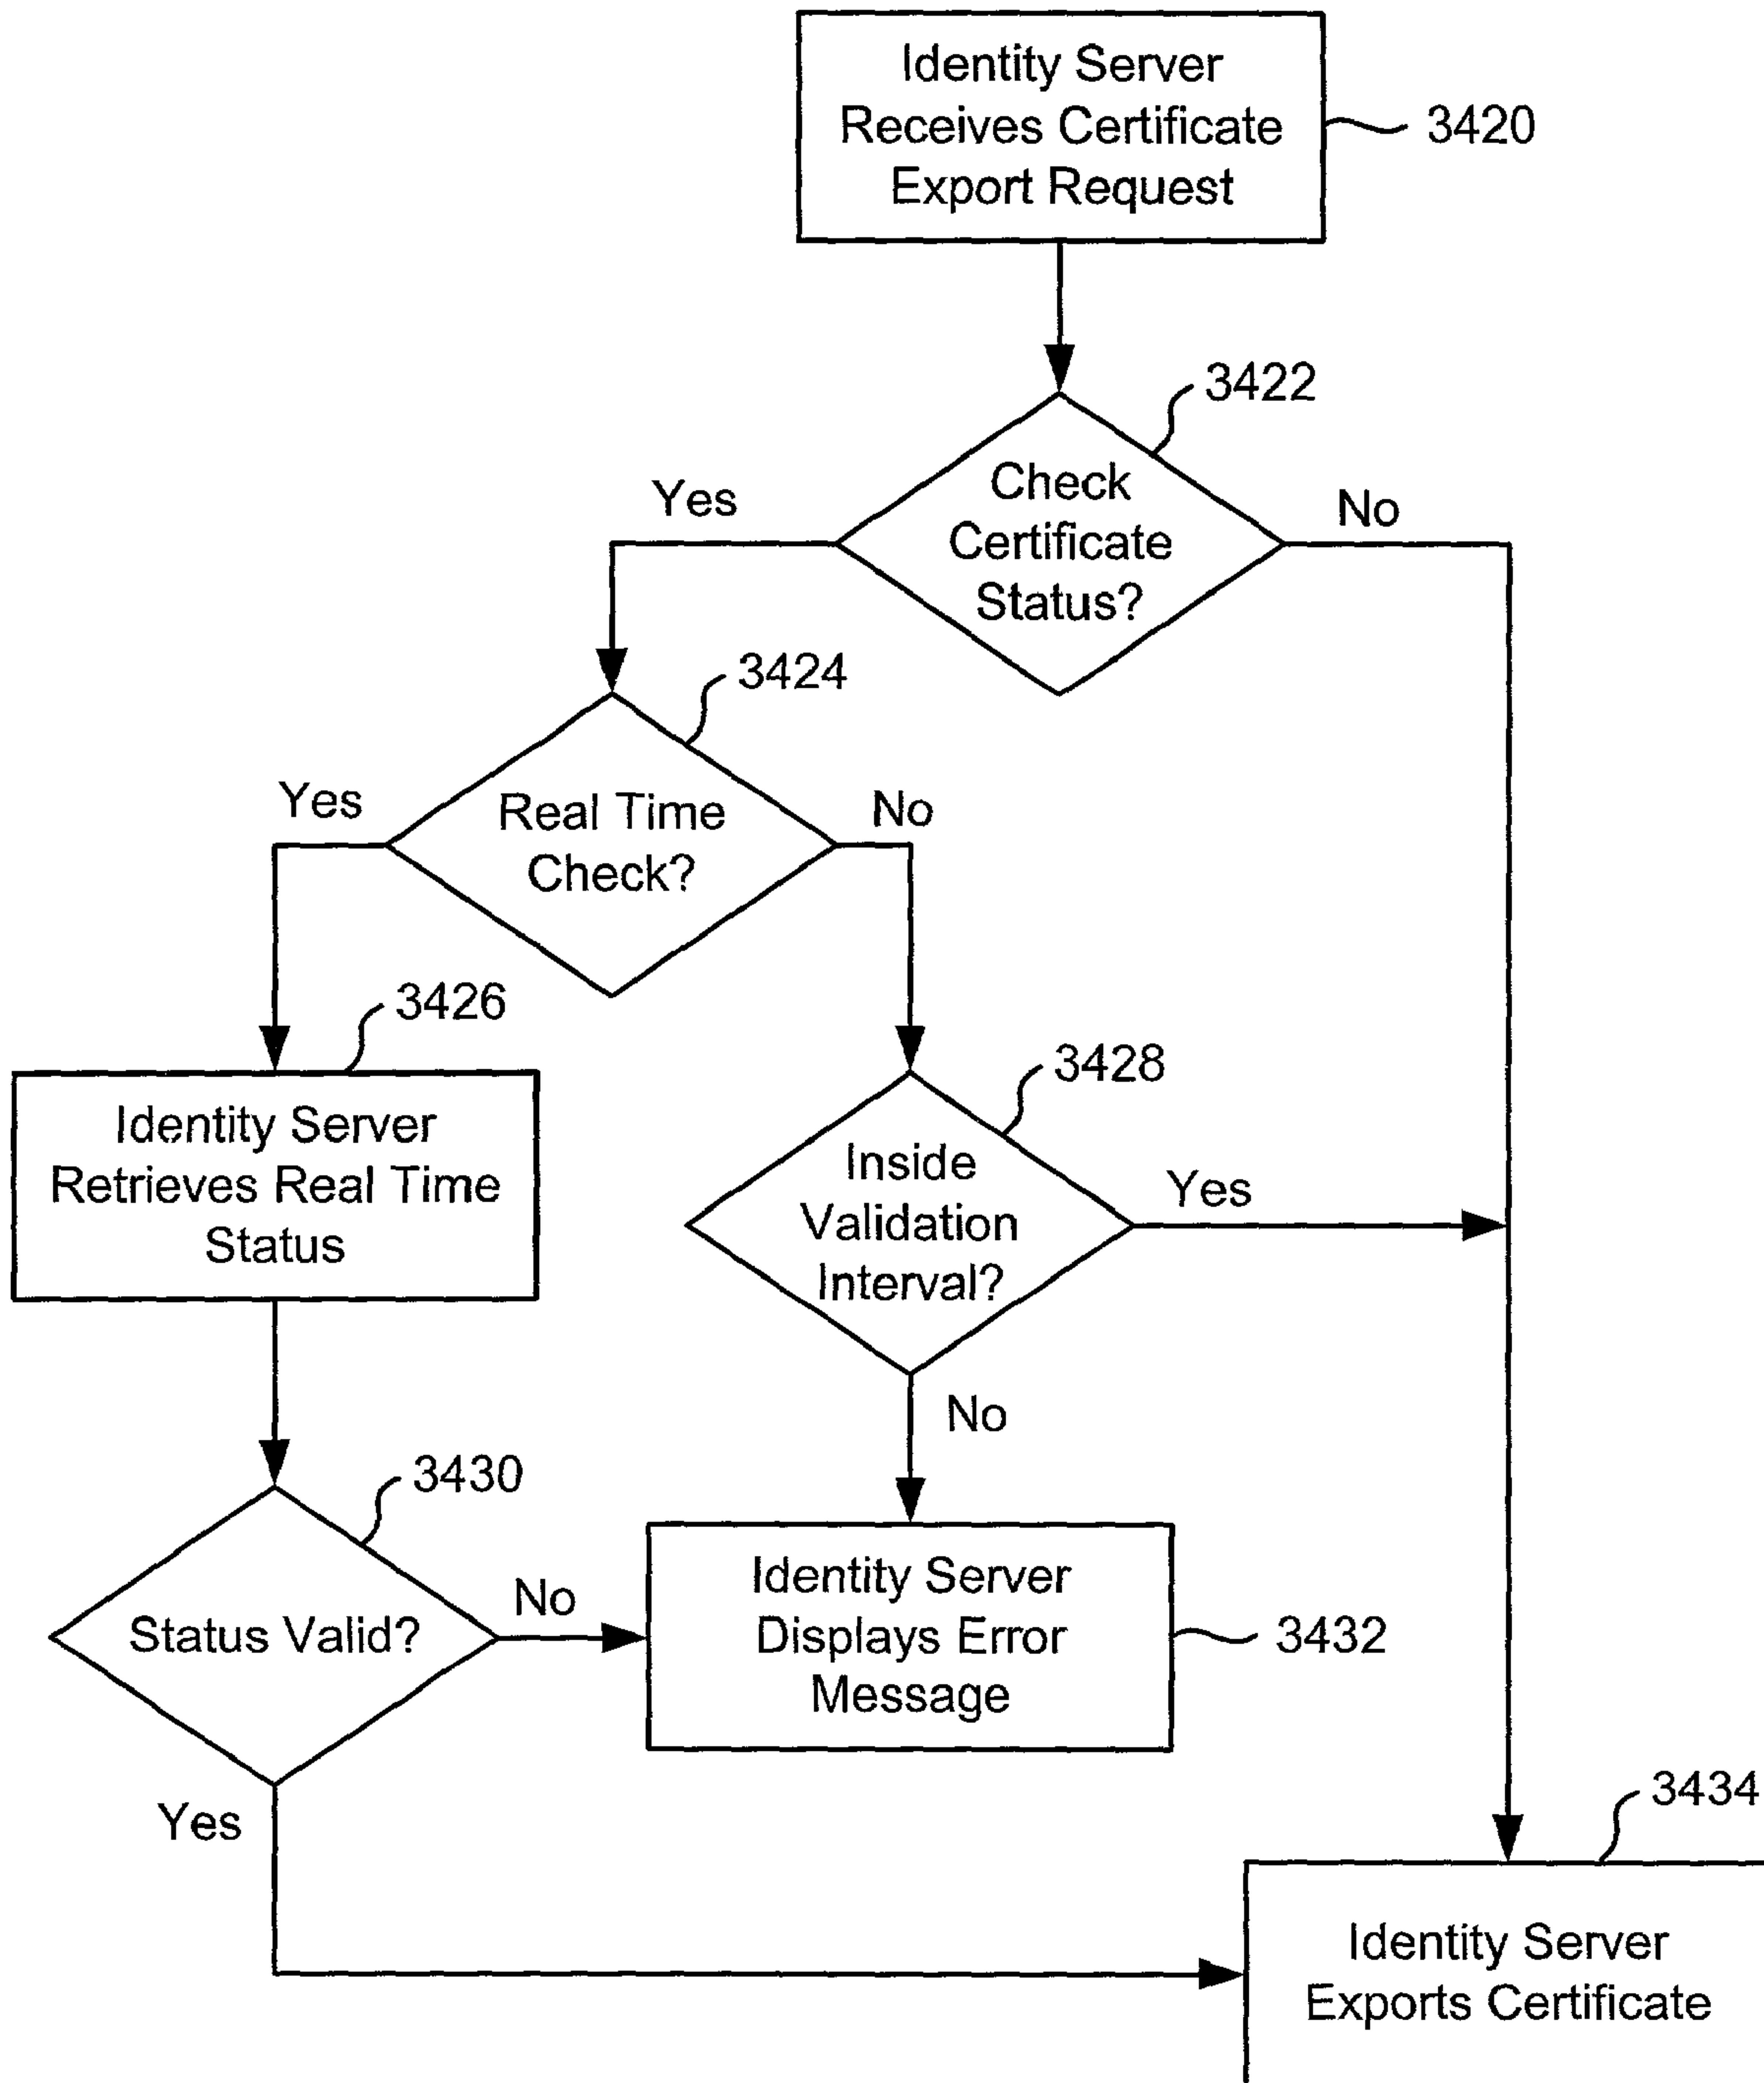 Identity Server
Receives Certificate
Export Request
3420
3422
Check
Certificate
Status?
Yes
No
3424
Real Time
Check?
Yes
No
3426
Identity Server
Retrieves Real Time
Status
3428
Inside
Validation
Interval?
Yes
No
3430
Status Valid?
No
Yes
Identity Server
Displays Error
Message
3432
3434
Identity Server
Exports Certificate